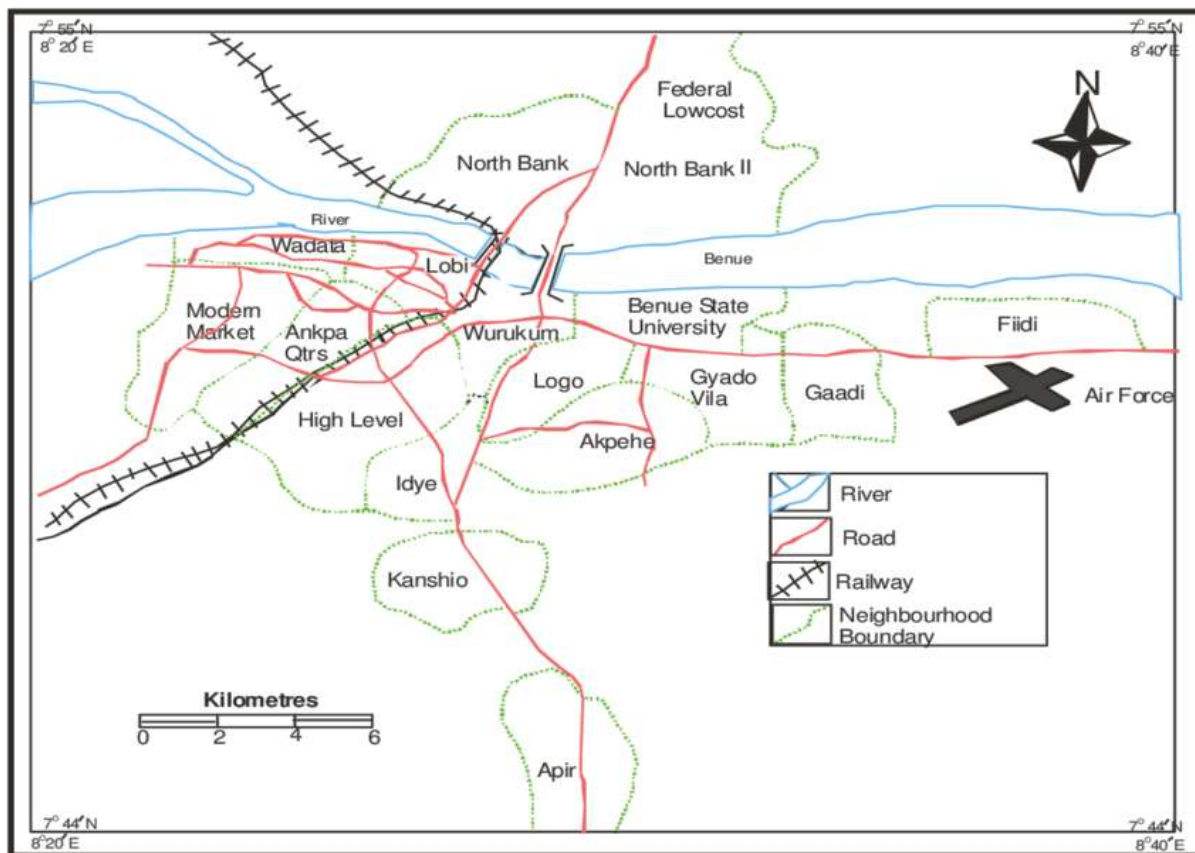 7° 55′ N
8° 20′ E
7° 55′ N
8° 40′ E
N
Federal
Lowcost
North Bank
North Bank II
River
Wadata
Lobi
Benue
Modern
Market
Ankpa
Qtrs
Wurukum
Benue State
University
Fiidi
Logo
Gyado
Vila
Gaadi
Air Force
High Level
Akpehe
Idye
Kanshio
River
Road
Railway
Neighbourhood
Boundary
Kilometres
0 2 4 6
Apir
7° 44′ N
8° 20′ E
7° 44′ N
8° 40′ E